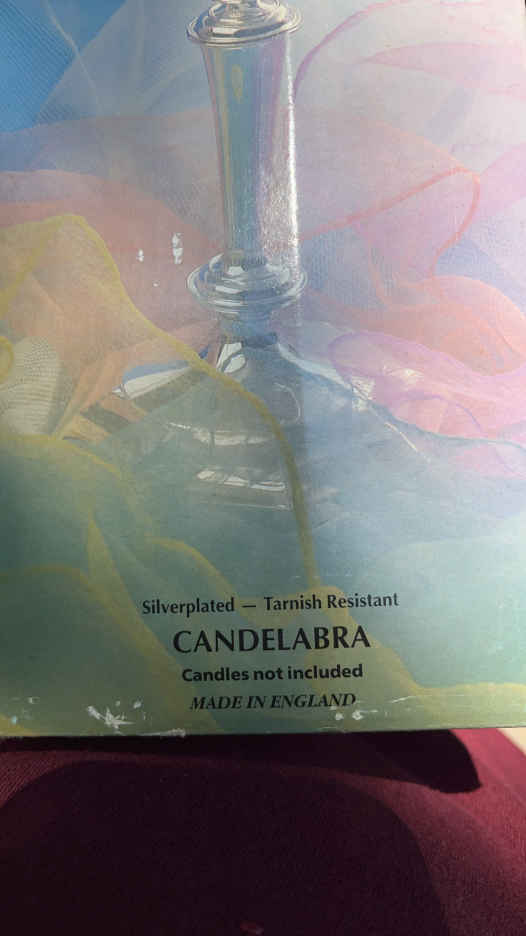 Silverplated — Tarnish Resistant
CANDELABRA
Candles not included
MADE IN ENGLAND